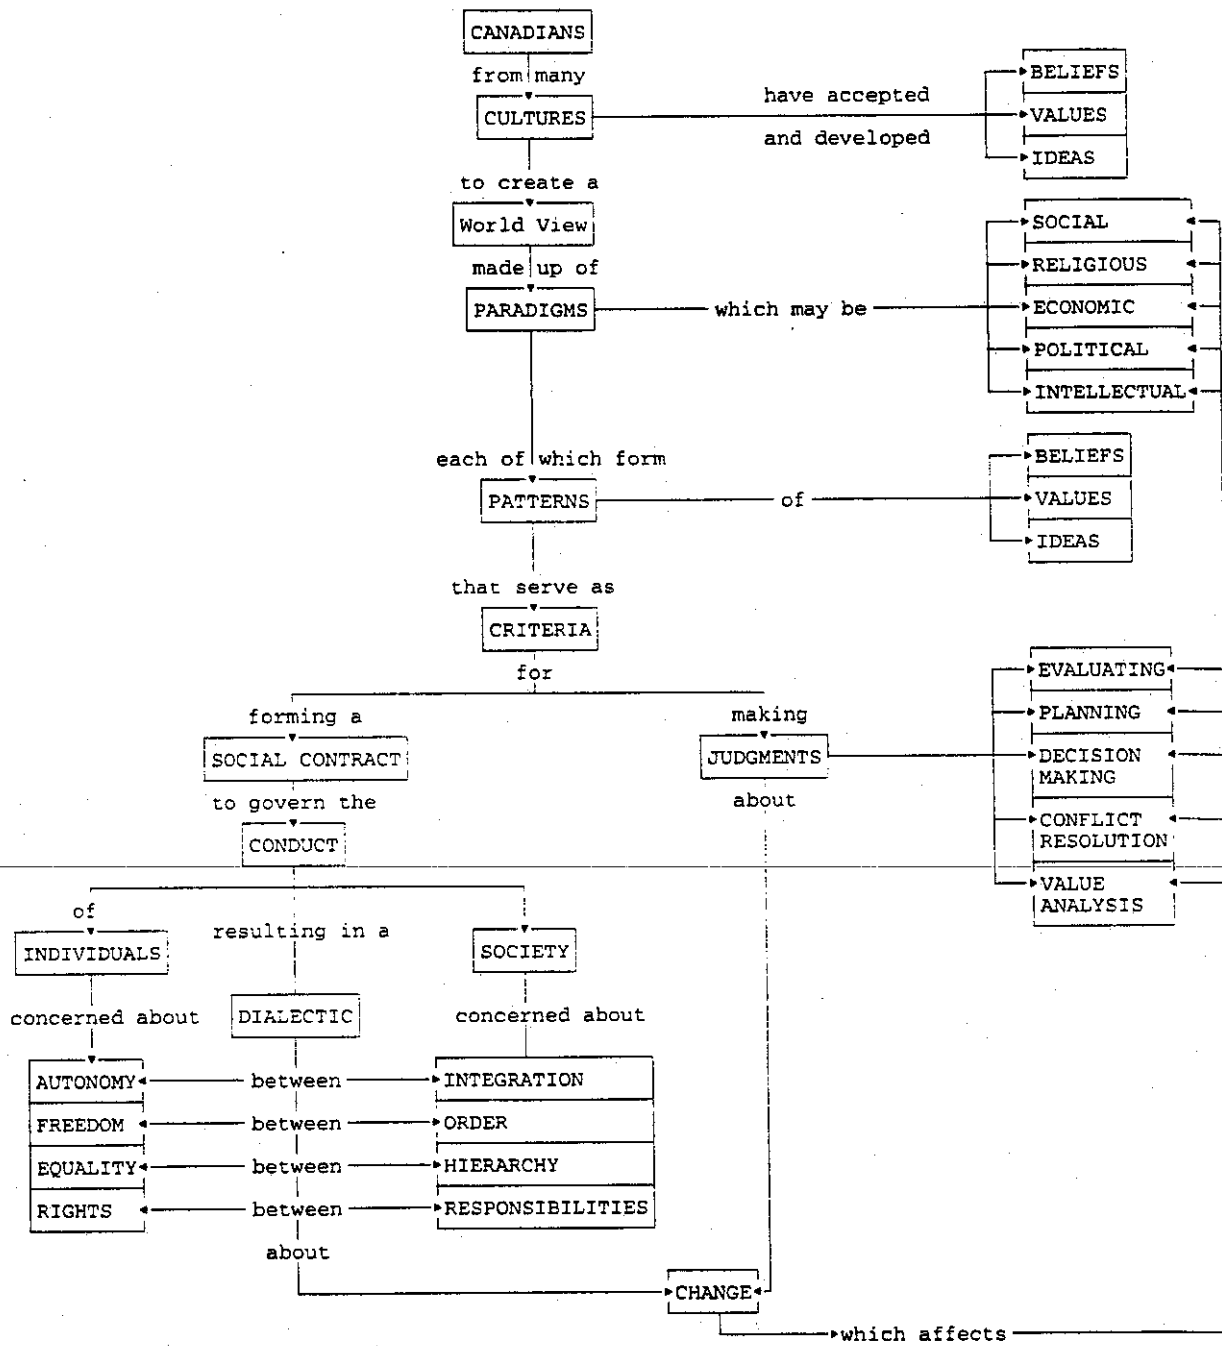 CANADIANS
from many
CULTURES
have accepted
and developed
BELIEFS
VALUES
IDEAS
to create a
World View
made up of
PARADIGMS
which may be
SOCIAL
RELIGIOUS
ECONOMIC
POLITICAL
INTELLECTUAL
each of which form
PATTERNS
of
BELIEFS
VALUES
IDEAS
that serve as
CRITERIA
for
forming a
SOCIAL CONTRACT
to govern the
CONDUCT
making
JUDGMENTS
about
EVALUATING
PLANNING
DECISION
MAKING
CONFLICT
RESOLUTION
VALUE
ANALYSIS
of
INDIVIDUALS
concerned about
resulting in a
DIALECTIC
SOCIETY
concerned about
AUTONOMY between INTEGRATION
FREEDOM between ORDER
EQUALITY between HIERARCHY
RIGHTS between RESPONSIBILITIES
about
CHANGE
which affects